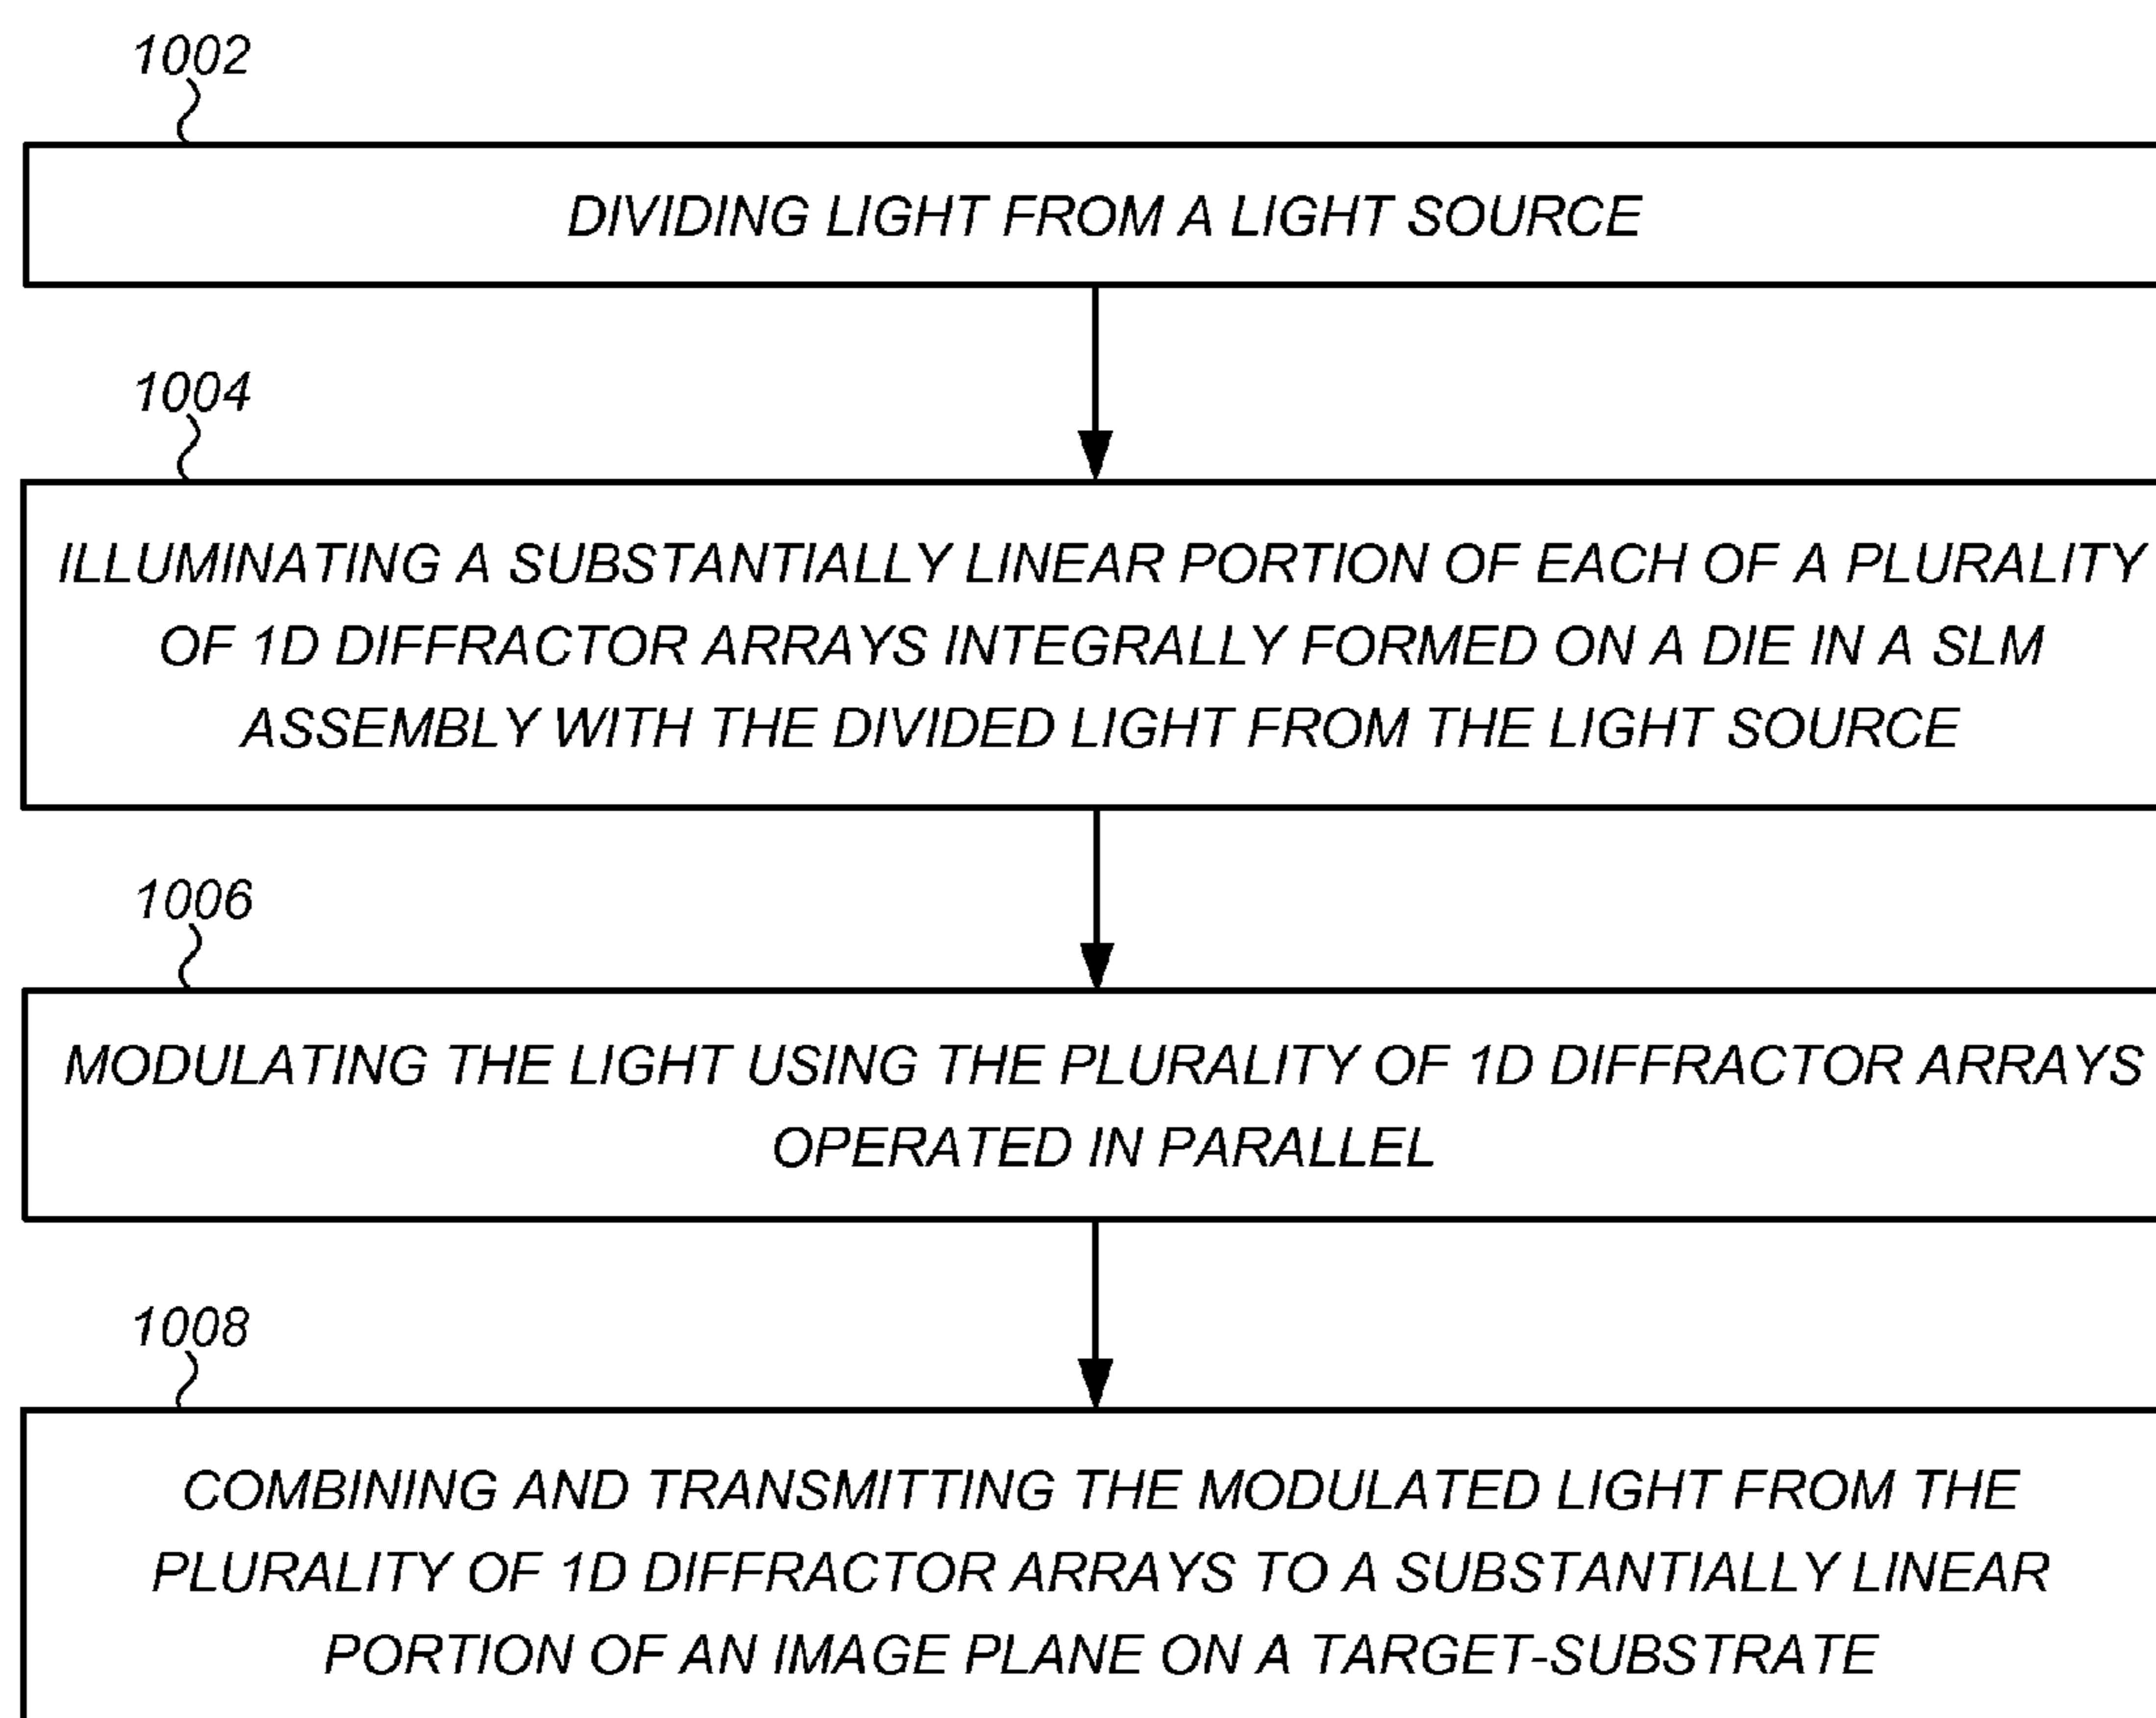 1002
DIVIDING LIGHT FROM A LIGHT SOURCE
1004
ILLUMINATING A SUBSTANTIALLY LINEAR PORTION OF EACH OF A PLURALITY
OF 1D DIFFRACTOR ARRAYS INTEGRALLY FORMED ON A DIE IN A SLM
ASSEMBLY WITH THE DIVIDED LIGHT FROM THE LIGHT SOURCE
1006
MODULATING THE LIGHT USING THE PLURALITY OF 1D DIFFRACTOR ARRAYS
OPERATED IN PARALLEL
1008
COMBINING AND TRANSMITTING THE MODULATED LIGHT FROM THE
PLURALITY OF 1D DIFFRACTOR ARRAYS TO A SUBSTANTIALLY LINEAR
PORTION OF AN IMAGE PLANE ON A TARGET-SUBSTRATE